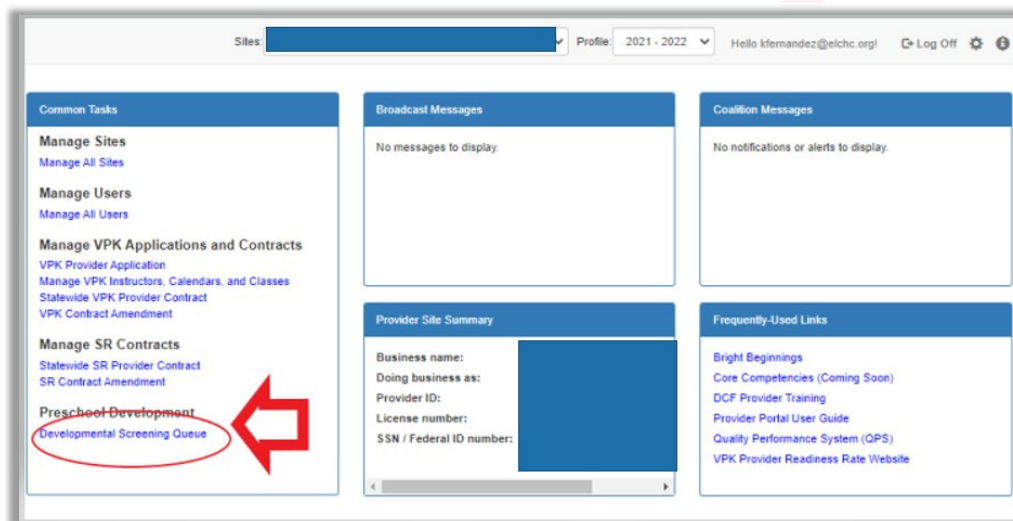 Sites: Profile: 2021 - 2022 Hello kfernandez@elchc.org! Log Off
Common Tasks
Manage Sites
Manage All Sites
Manage Users
Manage All Users
Manage VPK Applications and Contracts
VPK Provider Application
Manage VPK Instructors, Calendars, and Classes
Statewide VPK Provider Contract
VPK Contract Amendment
Manage SR Contracts
Statewide SR Provider Contract
SR Contract Amendment
Preschool Development
Developmental Screening Queue
Broadcast Messages
No messages to display.
Coalition Messages
No notifications or alerts to display.
Provider Site Summary
Business name:
Doing business as:
Provider ID:
License number:
SSN / Federal ID number:
Frequently-Used Links
Bright Beginnings
Core Competencies (Coming Soon)
DCF Provider Training
Provider Portal User Guide
Quality Performance System (QPS)
VPK Provider Readiness Rate Website